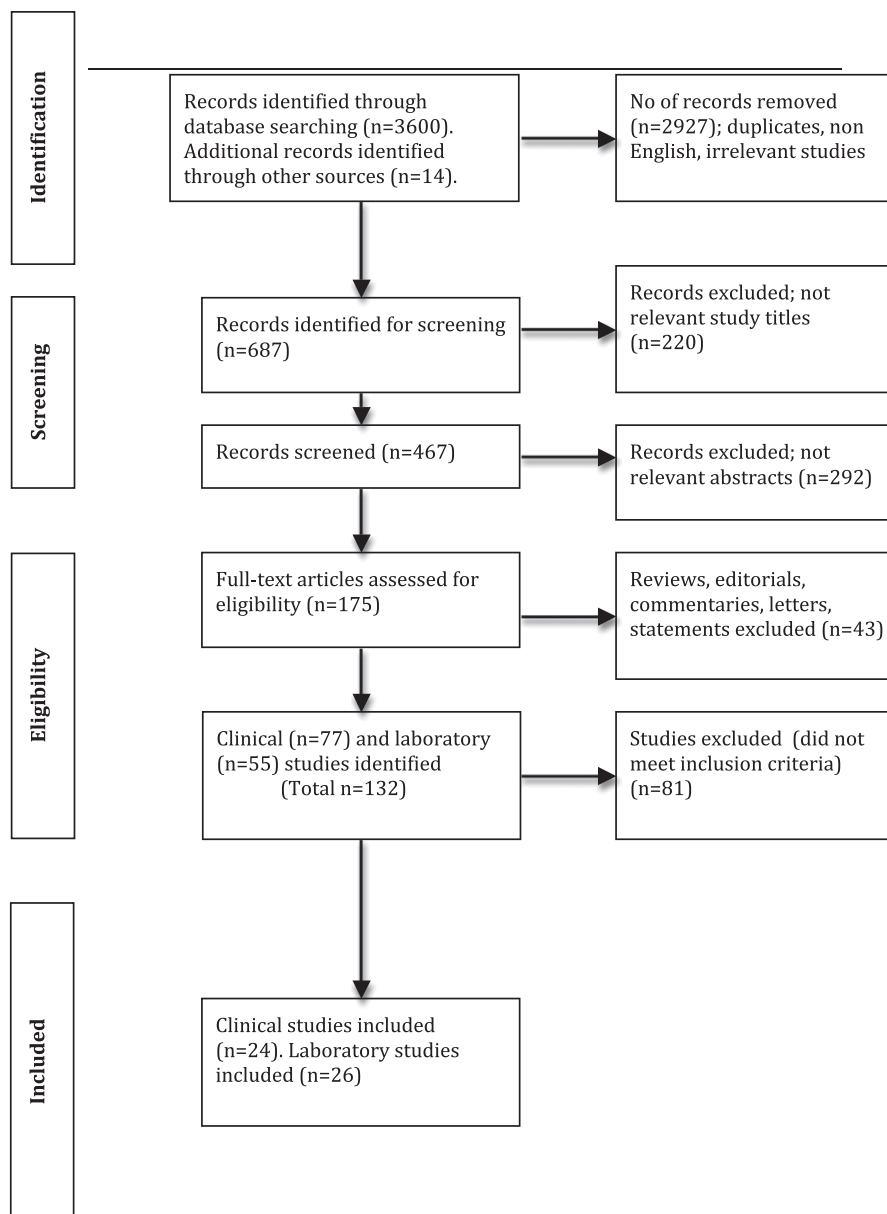 Identification
Records identified through
database searching (n=3600).
Additional records identified
through other sources (n=14).
No of records removed
(n=2927); duplicates, non
English, irrelevant studies
Screening
Records identified for screening
(n=687)
Records excluded; not
relevant study titles
(n=220)
Records screened (n=467)
Records excluded; not
relevant abstracts (n=292)
Eligibility
Full-text articles assessed for
eligibility (n=175)
Reviews, editorials,
commentaries, letters,
statements excluded (n=43)
Clinical (n=77) and laboratory
(n=55) studies identified
(Total n=132)
Studies excluded (did not
meet inclusion criteria)
(n=81)
Included
Clinical studies included
(n=24). Laboratory studies
included (n=26)